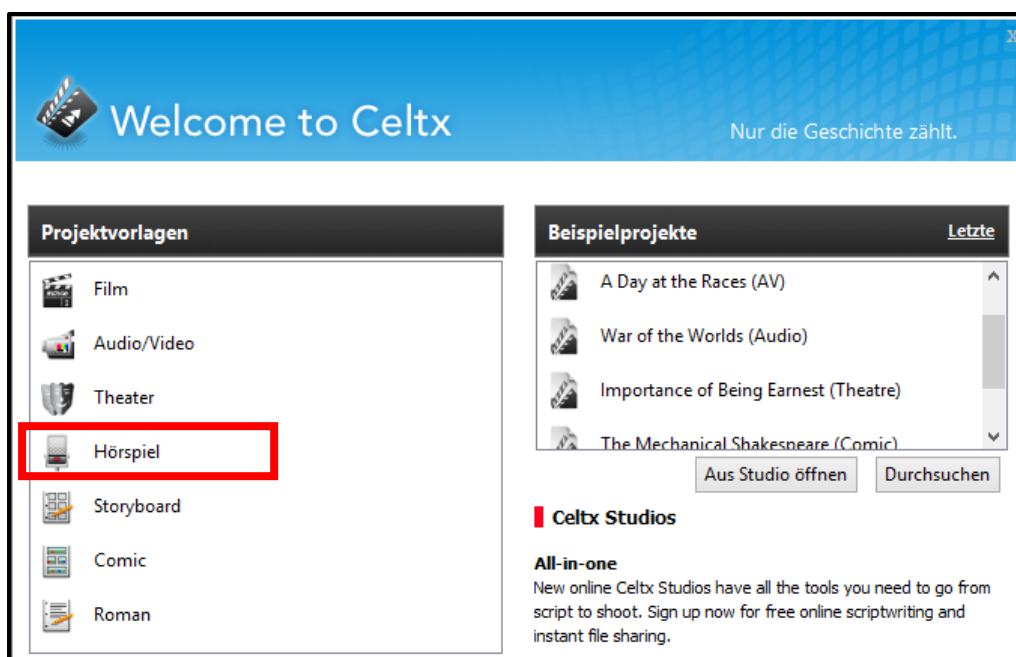 x
Welcome to Celtx
Nur die Geschichte zählt.
Projektvorlagen
Film
Audio/Video
Theater
Hörspiel
Storyboard
Comic
Roman
Beispielprojekte Letzte
A Day at the Races (AV)
War of the Worlds (Audio)
Importance of Being Earnest (Theatre)
The Mechanical Shakespeare (Comic)
Aus Studio öffnen Durchsuchen
Celtx Studios
All-in-one
New online Celtx Studios have all the tools you need to go from
script to shoot. Sign up now for free online scriptwriting and
instant file sharing.